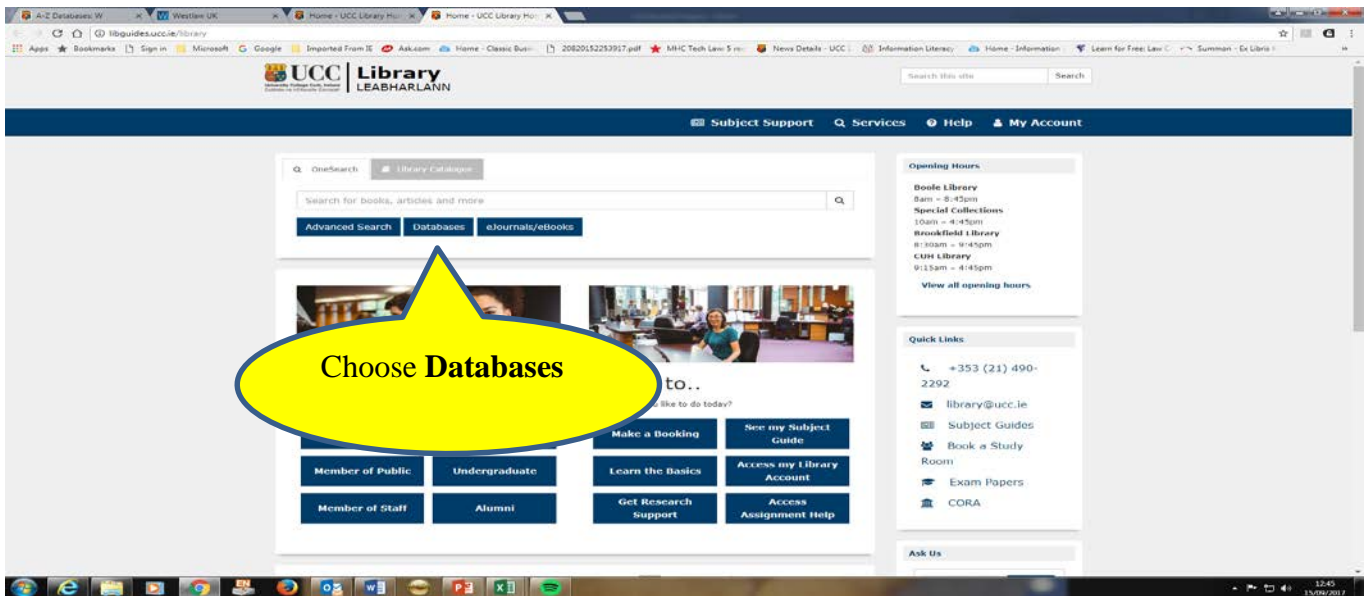 A-Z Databases: W
Westlaw UK
Home - UCC Library Ho
Home - UCC Library Ho
libguides.ucc.ie/library
Apps
Bookmarks
Sign in
Microsoft
Google
Imported From IE
Ask.com
Home - Classic Busi
20820152253917.pdf
MHC Tech Law
News Details - UCC
Information Literacy
Home - Information
Learn for Free: Law
Summon - Ex Libris
UCC Library
LEABHARLANN
Search this site
Search
Subject Support
Services
Help
My Account
OneSearch
Library Catalogue
Search for books, articles and more
Advanced Search
Databases
eJournals/eBooks
Choose Databases
to..
like to do today?
Member of Public
Undergraduate
Member of Staff
Alumni
Make a Booking
See my Subject
Guide
Learn the Basics
Access my Library
Account
Get Research
Support
Access
Assignment Help
Opening Hours
Boole Library
8am - 8:45pm
Special Collections
10am - 4:45pm
Brookfield Library
8:30am - 9:45pm
CUH Library
9:15am - 4:45pm
View all opening hours
Quick Links
+353 (21) 490-
2292
library@ucc.ie
Subject Guides
Book a Study
Room
Exam Papers
CORA
Ask Us
12:45
15/09/2017